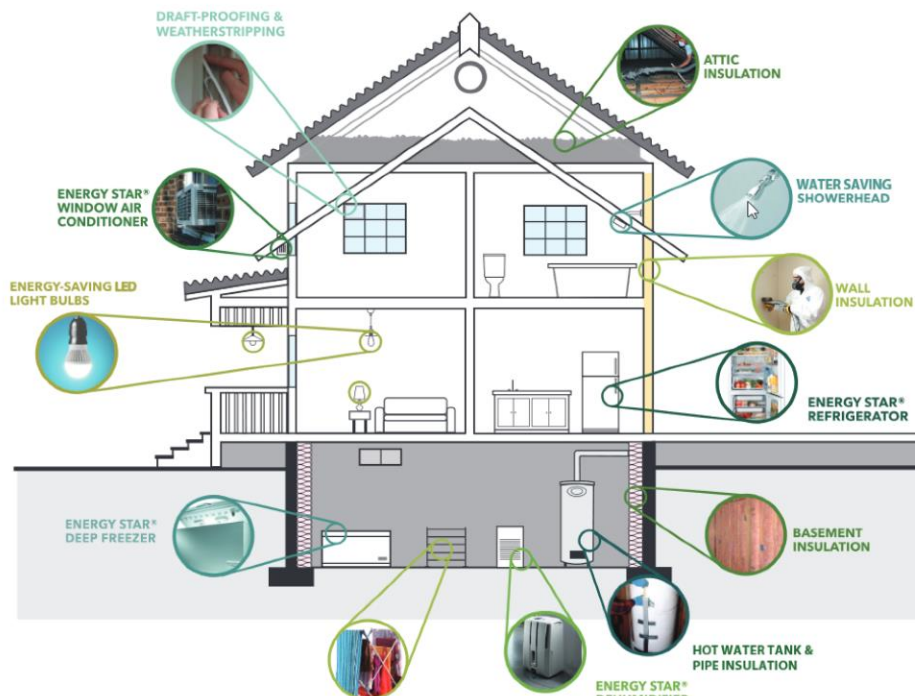 DRAFT-PROOFING &
WEATHERSTRIPPING
ATTIC
INSULATION
ENERGY STAR®
WINDOW AIR
CONDITIONER
WATER SAVING
SHOWERHEAD
ENERGY-SAVING LED
LIGHT BULBS
WALL
INSULATION
ENERGY STAR®
REFRIGERATOR
ENERGY STAR®
DEEP FREEZER
BASEMENT
INSULATION
HOT WATER TANK &
PIPE INSULATION
ENERGY STAR®